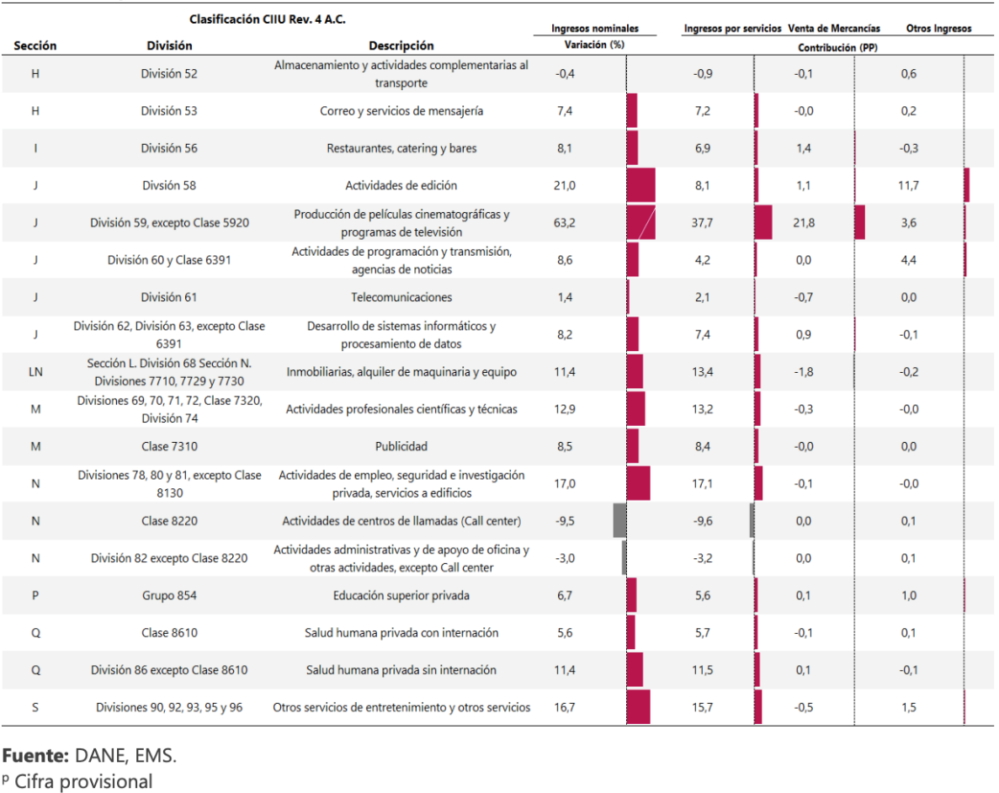 Clasificación CIIU Rev. 4 A.C.
Ingresos nominales Ingresos por servicios Venta de Mercancías Otros Ingresos
Sección División Descripción Variación (%) Contribución (PP)
H División 52 Almacenamiento y actividades complementarias al
transporte -0,4 -0,9 -0,1 0,6
H División 53 Correo y servicios de mensajería 7,4 7,2 -0,0 0,2
I División 56 Restaurantes, catering y bares 8,1 6,9 1,4 -0,3
J Divsión 58 Actividades de edición 21,0 8,1 1,1 11,7
J División 59, excepto Clase 5920 Producción de películas cinematográficas y
programas de televisión 63,2 37,7 21,8 3,6
J División 60 y Clase 6391 Actividades de programación y transmisión,
agencias de noticias 8,6 4,2 0,0 4,4
J División 61 Telecomunicaciones 1,4 2,1 -0,7 0,0
J División 62, División 63, excepto Clase
6391 Desarrollo de sistemas informáticos y
procesamiento de datos 8,2 7,4 0,9 -0,1
LN Sección L. División 68 Sección N.
Divisiones 7710, 7729 y 7730 Inmobiliarias, alquiler de maquinaria y equipo 11,4 13,4 -1,8 -0,2
M Divisiones 69, 70, 71, 72, Clase 7320,
División 74 Actividades profesionales científicas y técnicas 12,9 13,2 -0,3 -0,0
M Clase 7310 Publicidad 8,5 8,4 -0,0 0,0
N Divisiones 78, 80 y 81, excepto Clase
8130 Actividades de empleo, seguridad e investigación
privada, servicios a edificios 17,0 17,1 -0,1 -0,0
N Clase 8220 Actividades de centros de llamadas (Call center) -9,5 -9,6 0,0 0,1
N División 82 excepto Clase 8220 Actividades administrativas y de apoyo de oficina y
otras actividades, excepto Call center -3,0 -3,2 0,0 0,1
P Grupo 854 Educación superior privada 6,7 5,6 0,1 1,0
Q Clase 8610 Salud humana privada con internación 5,6 5,7 -0,1 0,1
Q División 86 excepto Clase 8610 Salud humana privada sin internación 11,4 11,5 0,1 -0,1
S Divisiones 90, 92, 93, 95 y 96 Otros servicios de entretenimiento y otros servicios 16,7 15,7 -0,5 1,5
Fuente: DANE, EMS.
ᵖ Cifra provisional